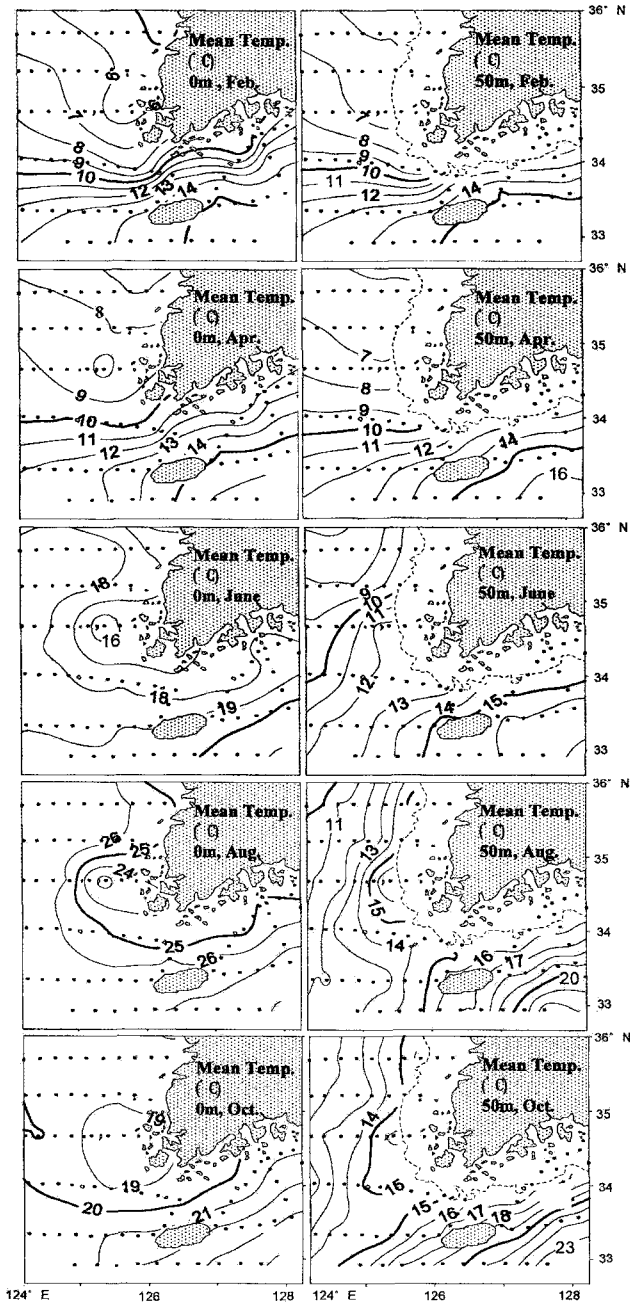 36° N
Mean Temp.
( C)
0m , Feb.
6
6
7
8
9
10
12
13
14
Mean Temp.
( C)
50m, Feb.
7
8
9
10
11
12
14
35
34
33
36° N
Mean Temp.
( C)
0m, Apr.
8
9
10
11
12
13
14
Mean Temp.
( C)
50m, Apr.
7
8
9
10
11
12
14
16
35
34
33
36° N
Mean Temp.
( C)
0m, June
18
16
17
18
19
Mean Temp.
( C)
50m, June
9
10
11
12
13
14
15
35
34
33
36° N
Mean Temp.
( C)
0m, Aug.
26
25
24
25
26
Mean Temp.
( C)
50m, Aug.
11
13
15
14
16
17
20
35
34
33
36° N
Mean Temp.
( C)
0m, Oct.
19
19
20
21
Mean Temp.
( C)
50m, Oct.
14
15
15
16
17
18
23
35
34
33
124° E
126
128
124°
126
128